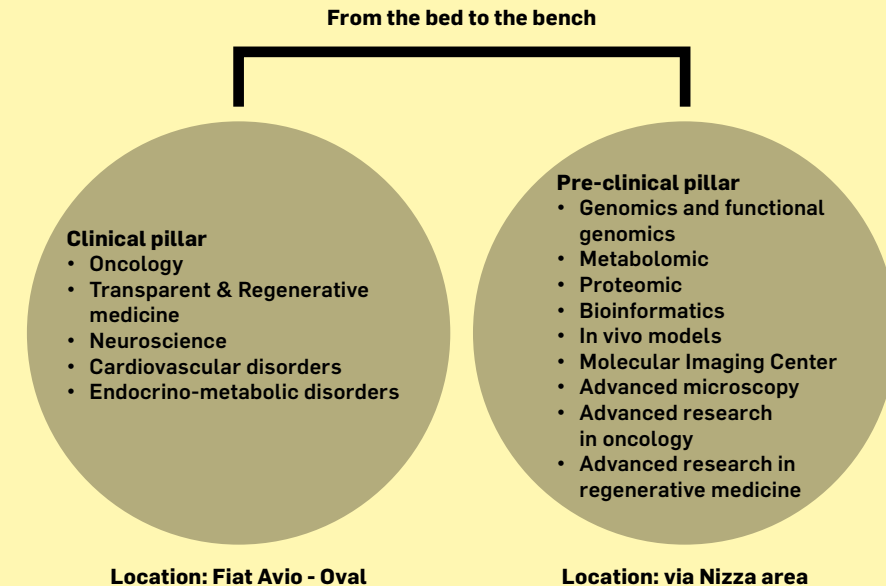 From the bed to the bench
Clinical pillar
• Oncology
• Transparent & Regenerative
medicine
• Neuroscience
• Cardiovascular disorders
• Endocrino-metabolic disorders
Location: Fiat Avio - Oval
Pre-clinical pillar
• Genomics and functional
genomics
• Metabolomic
• Proteomic
• Bioinformatics
• In vivo models
• Molecular Imaging Center
• Advanced microscopy
• Advanced research
in oncology
• Advanced research in
regenerative medicine
Location: via Nizza area